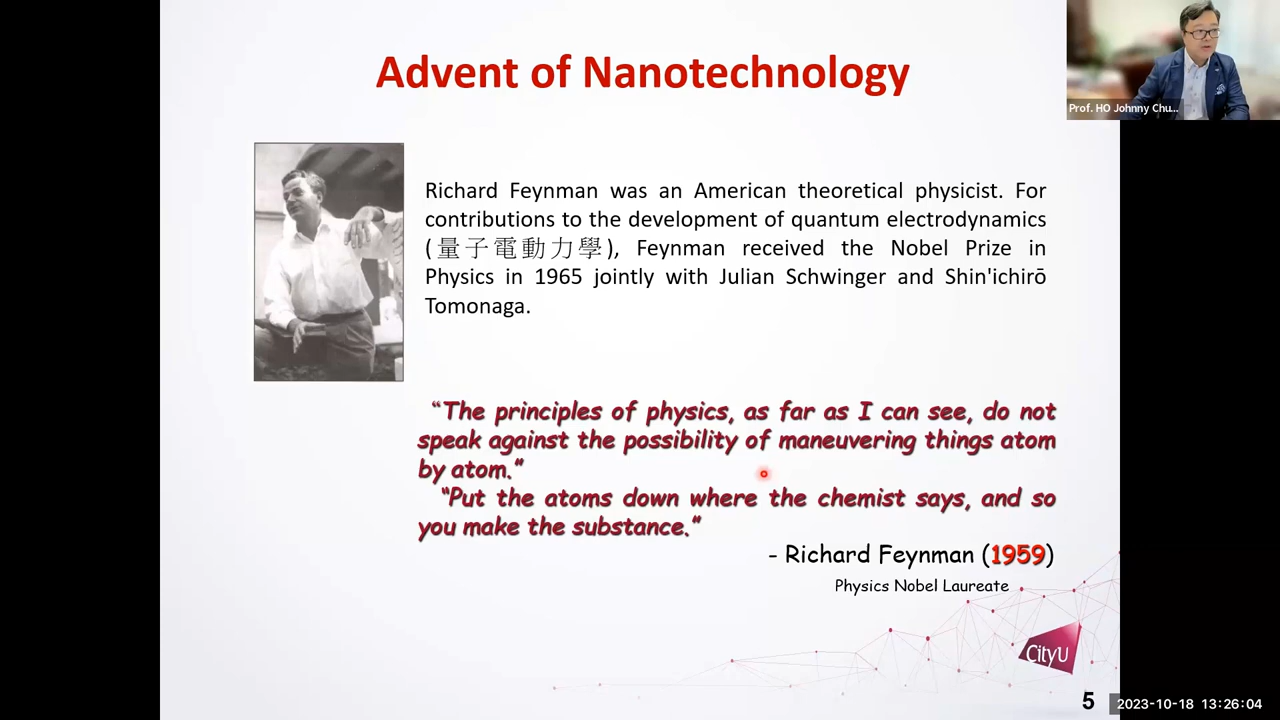 Advent of Nanotechnology
Prof. HO Johnny Chu...
Richard Feynman was an American theoretical physicist. For
contributions to the development of quantum electrodynamics
(量子電動力學), Feynman received the Nobel Prize in
Physics in 1965 jointly with Julian Schwinger and Shin'ichirō
Tomonaga.
“The principles of physics, as far as I can see, do not
speak against the possibility of maneuvering things atom
by atom.”
“Put the atoms down where the chemist says, and so
you make the substance.”
- Richard Feynman (1959)
Physics Nobel Laureate
CityU
5
2023-10-18 13:26:04